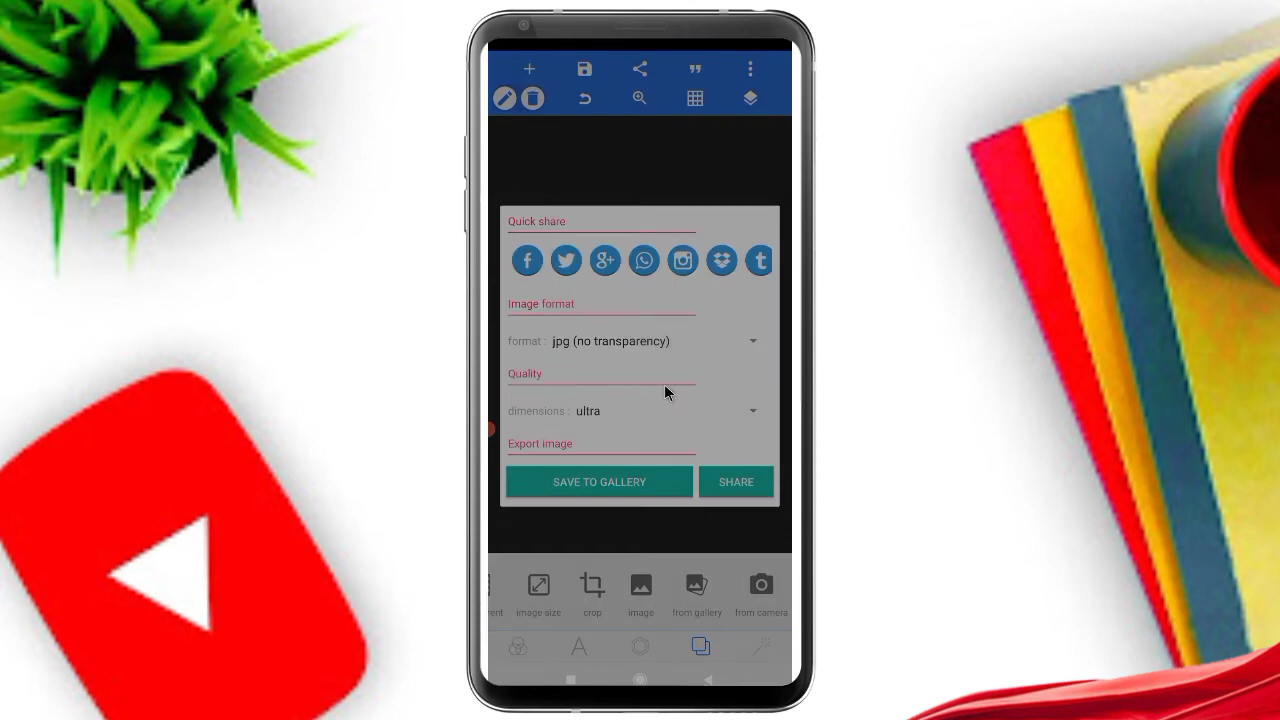 Quick share
Image format
format : jpg (no transparency)
Quality
dimensions : ultra
Export image
SAVE TO GALLERY SHARE
ent image size crop image from gallery from camera